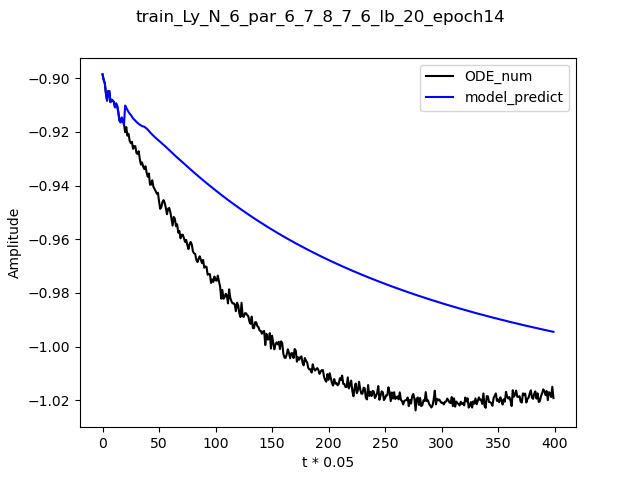 train_Ly_N_6_par_6_7_8_7_6_lb_20_epoch14
ODE_num
model_predict
Amplitude
−0.90
−0.92
−0.94
−0.96
−0.98
−1.00
−1.02
0 50 100 150 200 250 300 350 400
t * 0.05